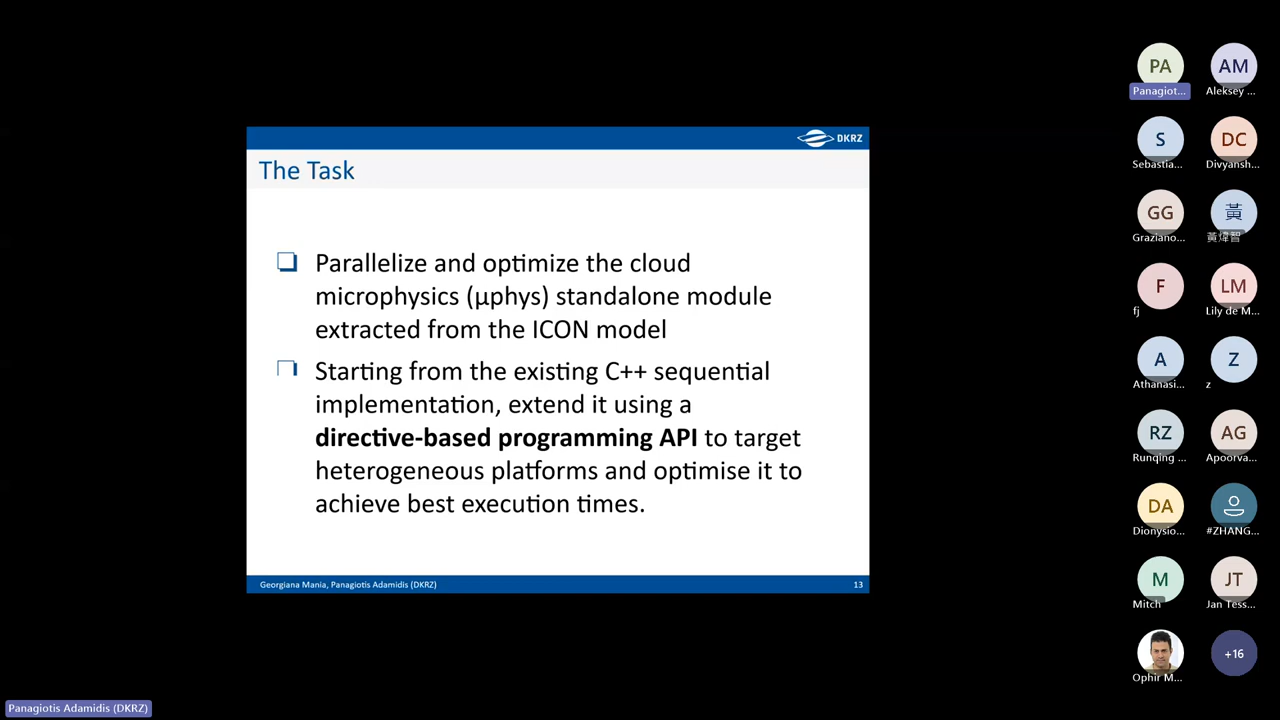 DKRZ
The Task
Parallelize and optimize the cloud
microphysics (μphys) standalone module
extracted from the ICON model
Starting from the existing C++ sequential
implementation, extend it using a
directive-based programming API to target
heterogeneous platforms and optimise it to
achieve best execution times.
Georgiana Mania, Panagiotis Adamidis (DKRZ)
13
PA
Panagiot...
AM
Aleksey ...
S
Sebastia...
DC
Divyansh...
GG
Graziano...
黃
黃煒智
F
fj
LM
Lily de M...
A
Athanasi...
Z
z
RZ
Runqing ...
AG
Apoorva...
DA
Dionysio...
#ZHANG...
M
Mitch
JT
Jan Tess...
Ophir M...
+16
Panagiotis Adamidis (DKRZ)